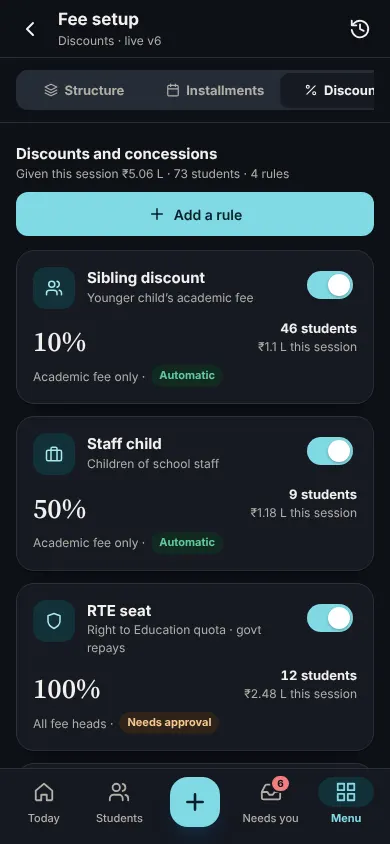 Fee setup
Discounts · live v6
Structure
Installments
Discoun
Discounts and concessions
Given this session ₹5.06 L · 73 students · 4 rules
Add a rule
Sibling discount
Younger child's academic fee
10%
46 students
₹1.1 L this session
Academic fee only · Automatic
Staff child
Children of school staff
50%
9 students
₹1.18 L this session
Academic fee only · Automatic
RTE seat
Right to Education quota · govt
repays
100%
12 students
₹2.48 L this session
All fee heads · Needs approval
6
Today
Students
Needs you
Menu